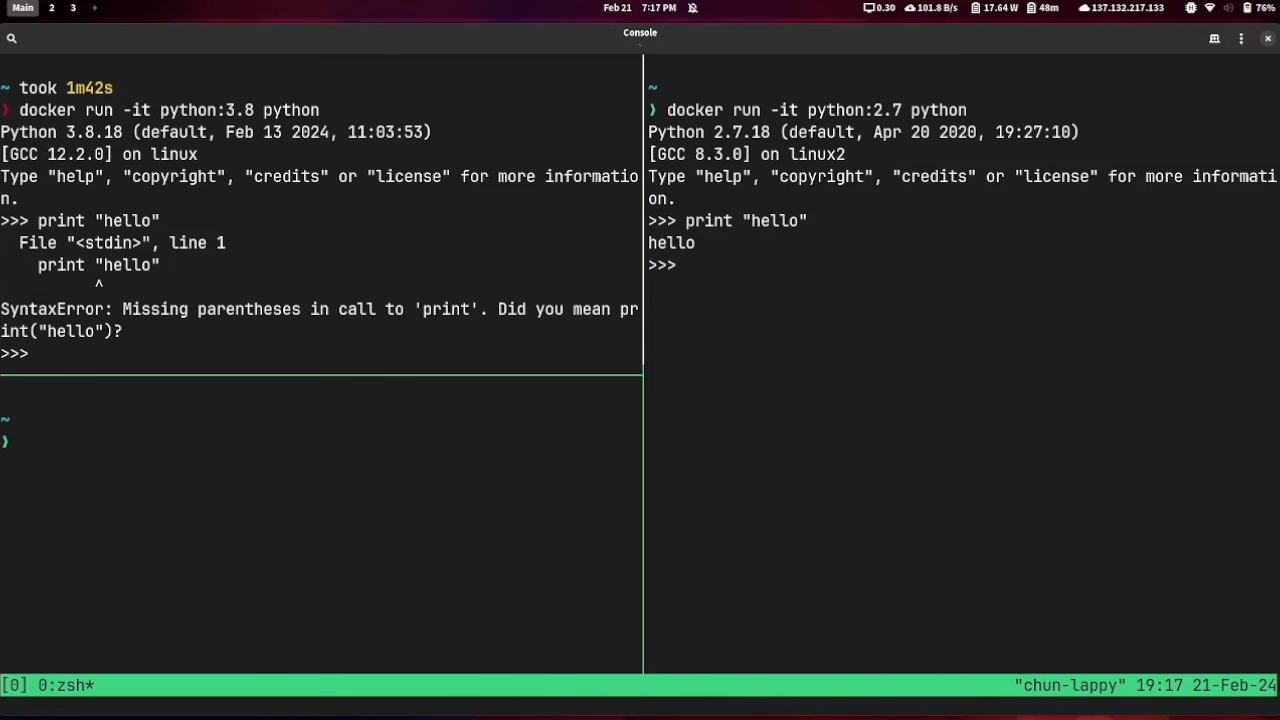 Main 2 3 + Feb 21 7:17 PM 0.30 101.8 B/s 17.64 W 48m 137.132.217.133 76%
Console
~ took 1m42s
❯ docker run -it python:3.8 python
Python 3.8.18 (default, Feb 13 2024, 11:03:53)
[GCC 12.2.0] on linux
Type "help", "copyright", "credits" or "license" for more informatio
n.
>>> print "hello"
  File "<stdin>", line 1
    print "hello"
          ^
SyntaxError: Missing parentheses in call to 'print'. Did you mean pr
int("hello")?
>>>
~
❯
~
❯ docker run -it python:2.7 python
Python 2.7.18 (default, Apr 20 2020, 19:27:10)
[GCC 8.3.0] on linux2
Type "help", "copyright", "credits" or "license" for more informati
on.
>>> print "hello"
hello
>>>
[0] 0:zsh* "chun-lappy" 19:17 21-Feb-24